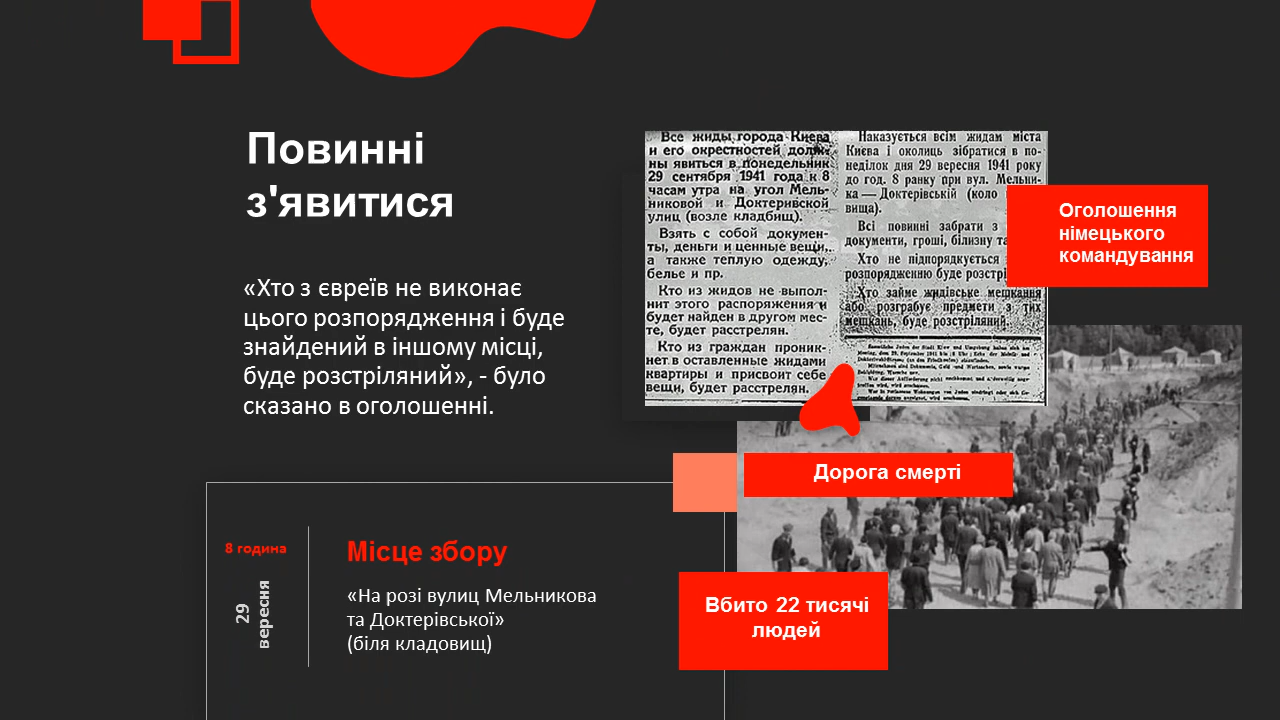 Повинні
з'явитися
«Хто з євреїв не виконає
цього розпорядження і буде
знайдений в іншому місці,
буде розстріляний», - було
сказано в оголошенні.
Все жиды города Киева
и его окрестностей долж-
ны явиться в понедельник
29 сентября 1941 года к 8
часам утра на угол Мель-
никовой и Доктеривской
улиц (возле кладбищ).
Взять с собой докумен-
ты, деньги и ценные вещи,
а также теплую одежду,
белье и пр.
Кто из жидов не выпол-
нит этого распоряжения и
будет найден в другом мес-
те, будет расстрелян.
Кто из граждан проник-
нет в оставленные жидами
квартиры и присвоит себе
вещи, будет расстрелян.
Наказується всім жидам міста
Києва і околиць зібратися в по-
неділок дня 29 вересня 1941 року
до год. 8 ранку при вул. Мельни-
ка — Доктерівській (коло
вища).
Всі повинні забрати з
документи, гроші, білизну
Хто не підпорядкується
розпорядженню буде
Хто займе жидівське мешкання
або розграбує предмети з тих
мешкань, буде розстріляний.
Оголошення
німецького
командування
Дорога смерті
8 година
29
вересня
Місце збору
«На розі вулиц Мельникова
та Доктерівської»
(біля кладовищ)
Вбито 22 тисячі
людей